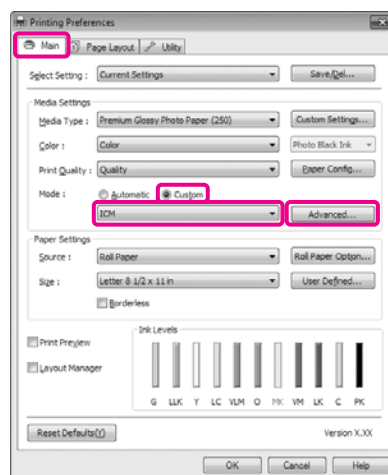 Printing Preferences
Main Page Layout Utility
Select Setting : Current Settings Save/Del...
Media Settings
Media Type : Premium Glossy Photo Paper (250) Custom Settings...
Color : Color Photo Black Ink
Print Quality : Quality Paper Config...
Mode : Automatic Custom
ICM Advanced...
Paper Settings
Source : Roll Paper Roll Paper Option...
Size : Letter 8 1/2 x 11 in User Defined...
Borderless
Print Preview
Layout Manager
Ink Levels
G LLK Y LC VLM O MK VM LK C PK
Reset Defaults(Y) Version X.XX
OK Cancel Help